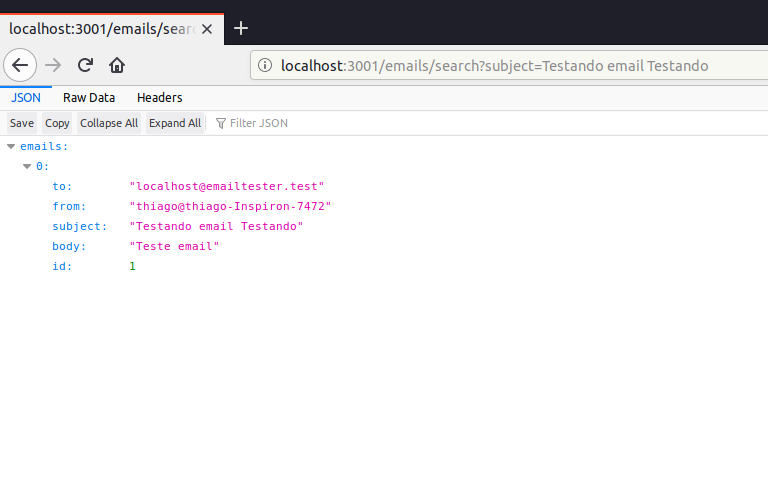 localhost:3001/emails/sear
localhost:3001/emails/search?subject=Testando email Testando
JSON Raw Data Headers
Save Copy Collapse All Expand All Filter JSON
emails:
0:
to: "localhost@emailtester.test"
from: "thiago@thiago-Inspiron-7472"
subject: "Testando email Testando"
body: "Teste email"
id: 1